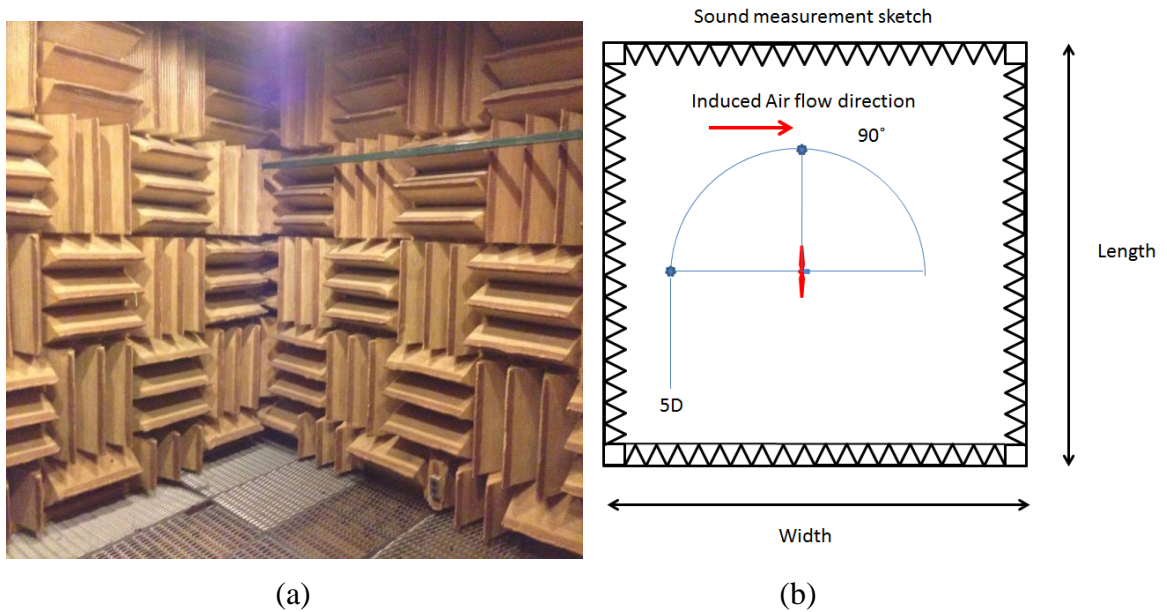 Sound measurement sketch
Induced Air flow direction
90˚
Length
5D
Width
(a)
(b)